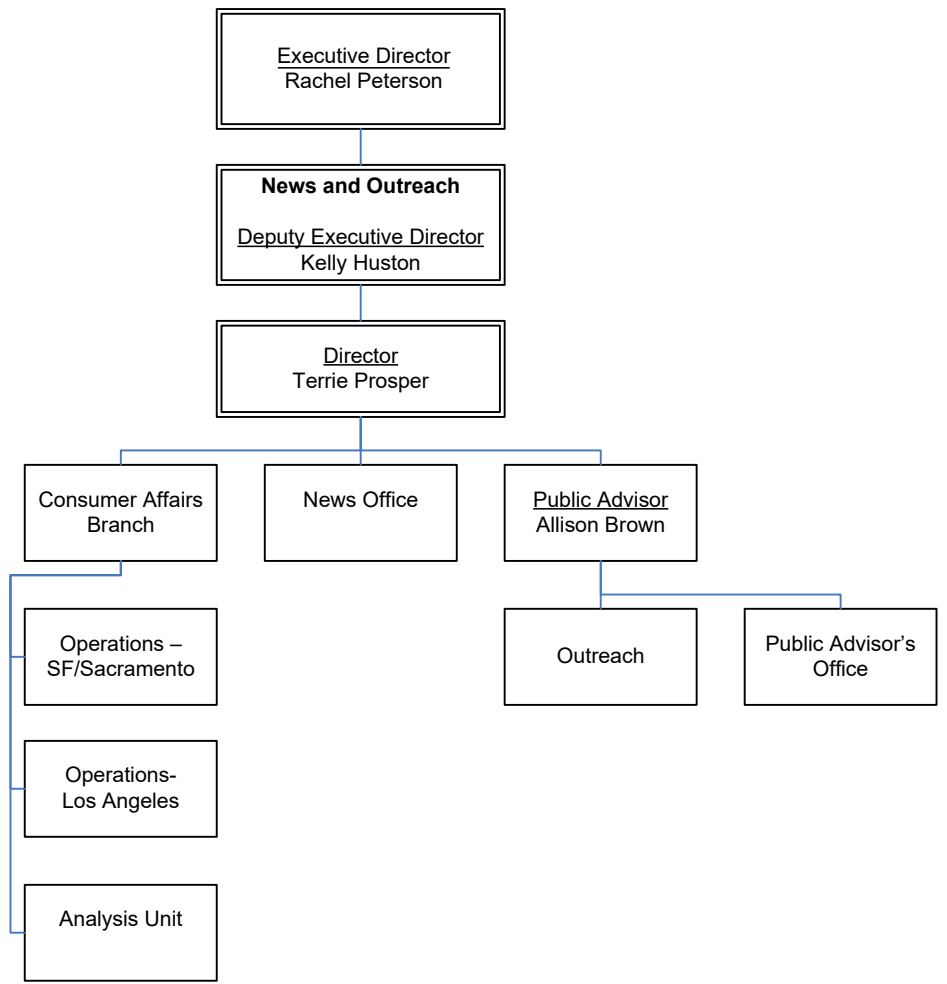 Executive Director
Rachel Peterson
News and Outreach
Deputy Executive Director
Kelly Huston
Director
Terrie Prosper
Consumer Affairs
Branch
News Office
Public Advisor
Allison Brown
Operations –
SF/Sacramento
Outreach
Public Advisor’s
Office
Operations-
Los Angeles
Analysis Unit